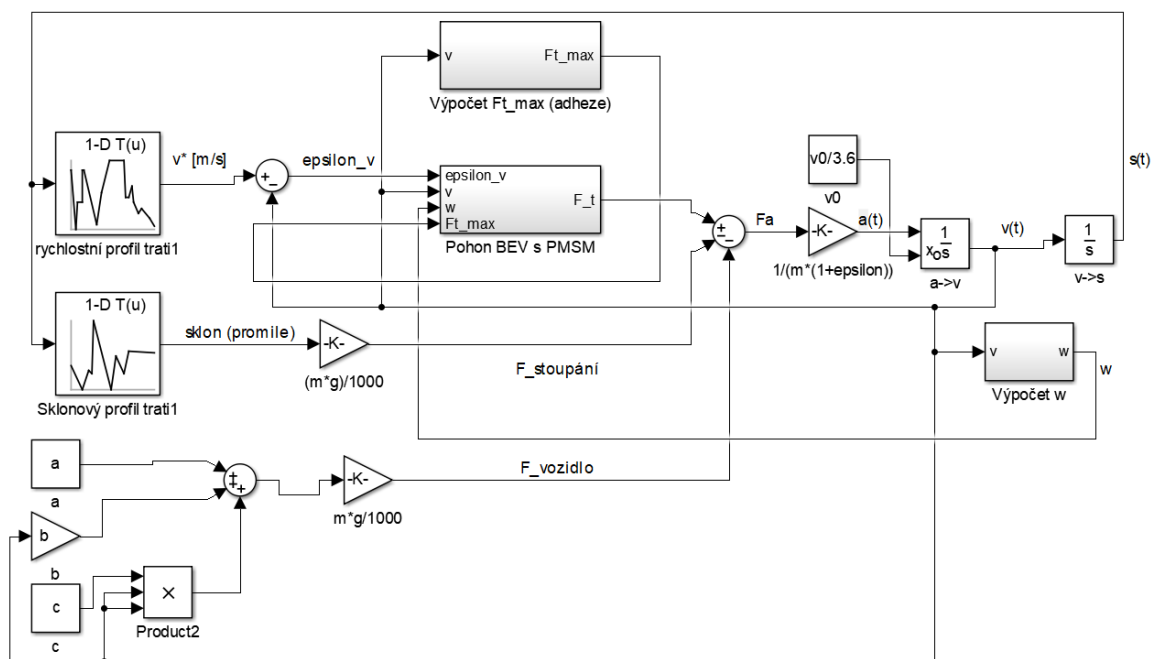 v
Ft_max
Výpočet Ft_max (adheze)
1-D T(u)
rychlostní profil trati1
v* [m/s]
+
-
epsilon_v
epsilon_v
v
w
Ft_max
F_t
Pohon BEV s PMSM
+
-
-
Fa
v0/3.6
v0
-K-
1/(m*(1+epsilon))
a(t)
1
s
xo
a->v
v(t)
1
s
v->s
s(t)
1-D T(u)
Sklonový profil trati1
sklon (promile)
-K-
(m*g)/1000
F_stoupání
v
w
Výpočet w
w
a
a
b
b
c
c
×
Product2
+
+
+
-K-
m*g/1000
F_vozidlo